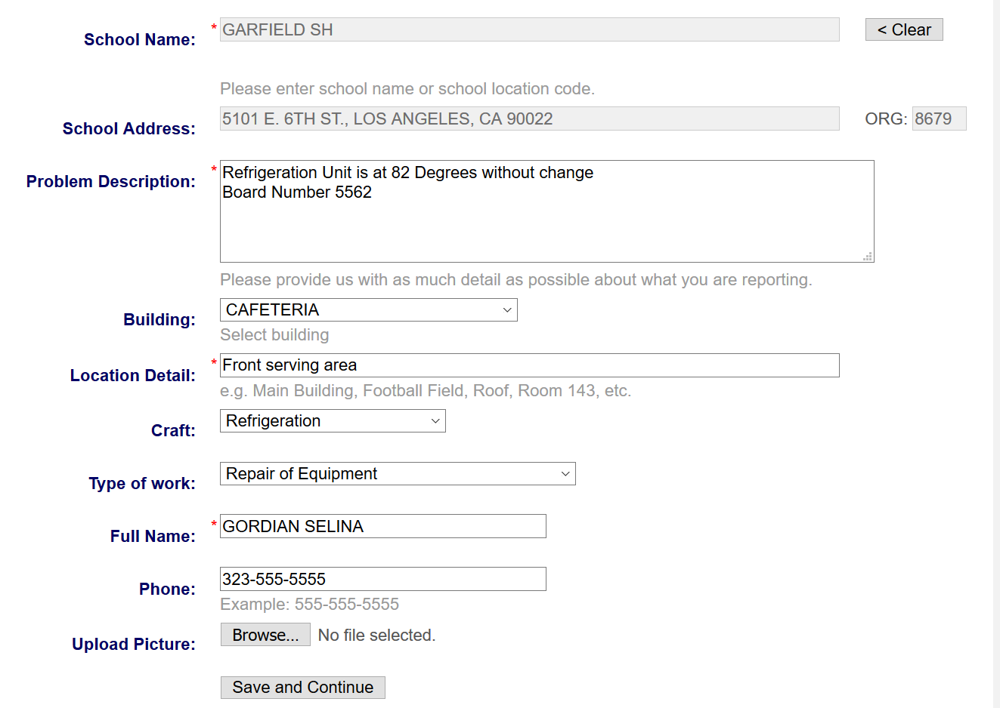 School Name: * GARFIELD SH < Clear
Please enter school name or school location code.
School Address: 5101 E. 6TH ST., LOS ANGELES, CA 90022 ORG: 8679
Problem Description: * Refrigeration Unit is at 82 Degrees without change
Board Number 5562
Please provide us with as much detail as possible about what you are reporting.
Building: CAFETERIA
Select building
Location Detail: * Front serving area
e.g. Main Building, Football Field, Roof, Room 143, etc.
Craft: Refrigeration
Type of work: Repair of Equipment
Full Name: * GORDIAN SELINA
Phone: 323-555-5555
Example: 555-555-5555
Upload Picture: Browse... No file selected.
Save and Continue